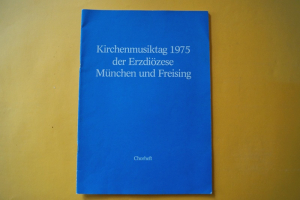 Kirchenmusiktag 1975
der Erzdiözese
München und Freising
Chorheft